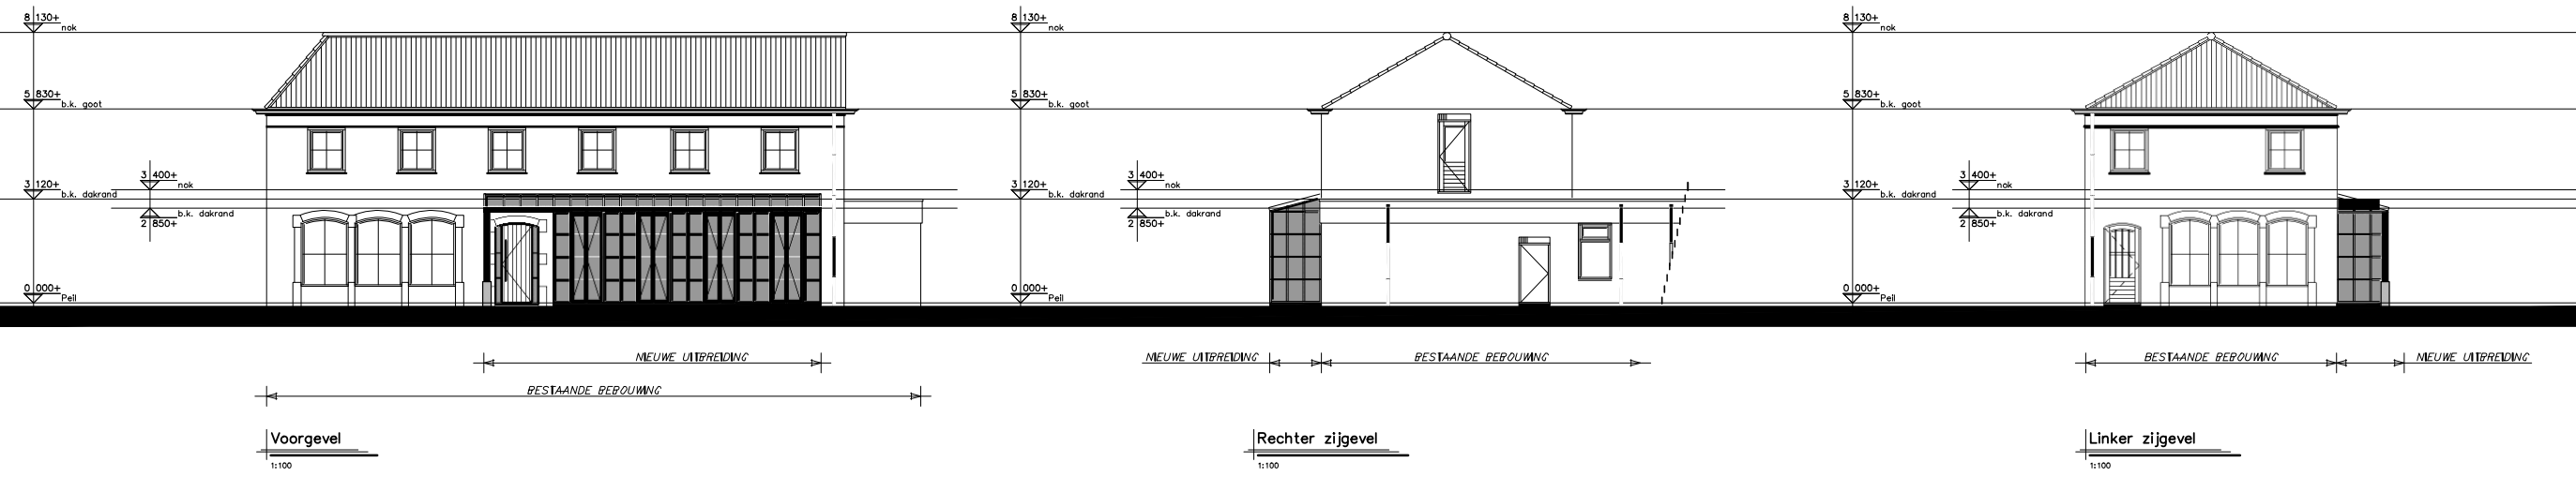 8 130+ nok
5 830+ b.k. goot
3 400+ nok
3 120+ b.k. dakrand
b.k. dakrand
2 850+
0 000+ Peil
NIEUWE UITBREIDING
BESTAANDE BEBOUWING
Voorgevel
1:100
8 130+ nok
5 830+ b.k. goot
3 400+ nok
3 120+ b.k. dakrand
b.k. dakrand
2 850+
0 000+ Peil
NIEUWE UITBREIDING
BESTAANDE BEBOUWING
Rechter zijgevel
1:100
8 130+ nok
5 830+ b.k. goot
3 400+ nok
3 120+ b.k. dakrand
b.k. dakrand
2 850+
0 000+ Peil
BESTAANDE BEBOUWING
NIEUWE UITBREIDING
Linker zijgevel
1:100